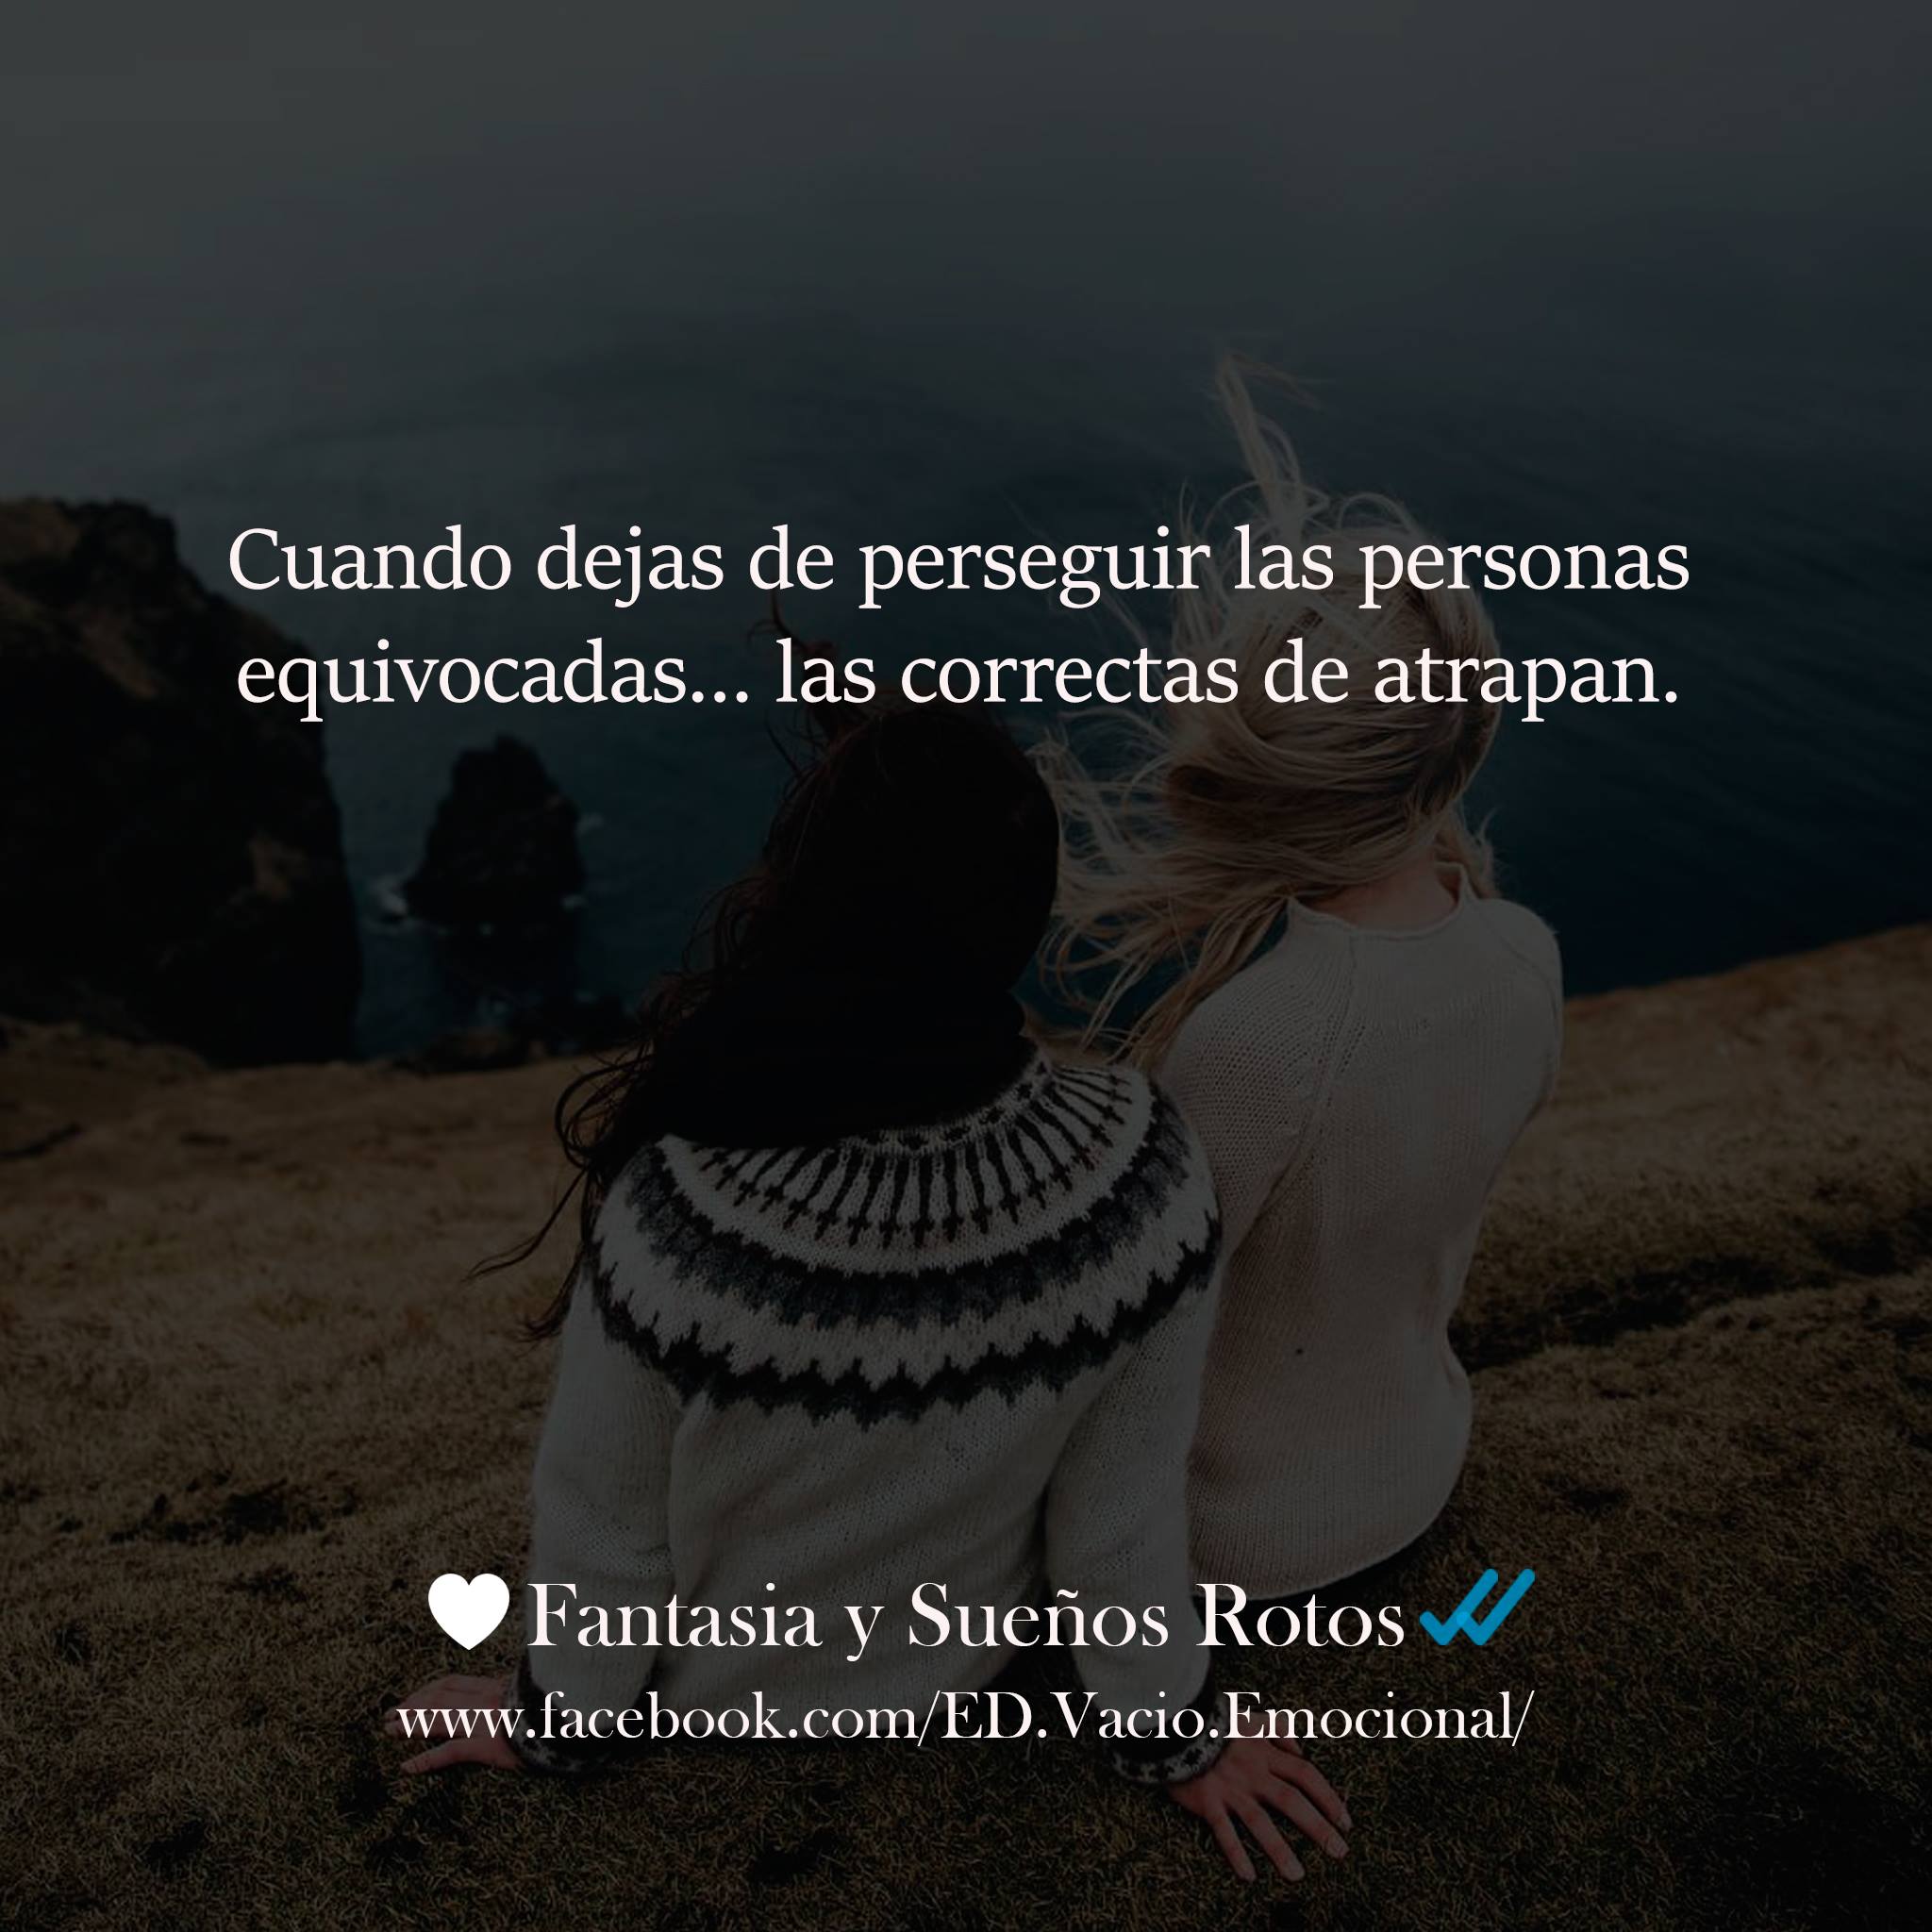 Cuando dejas de perseguir las personas
equivocadas... las correctas de atrapan.
Fantasia y Sueños Rotos
www.facebook.com/ED.Vacio.Emocional/